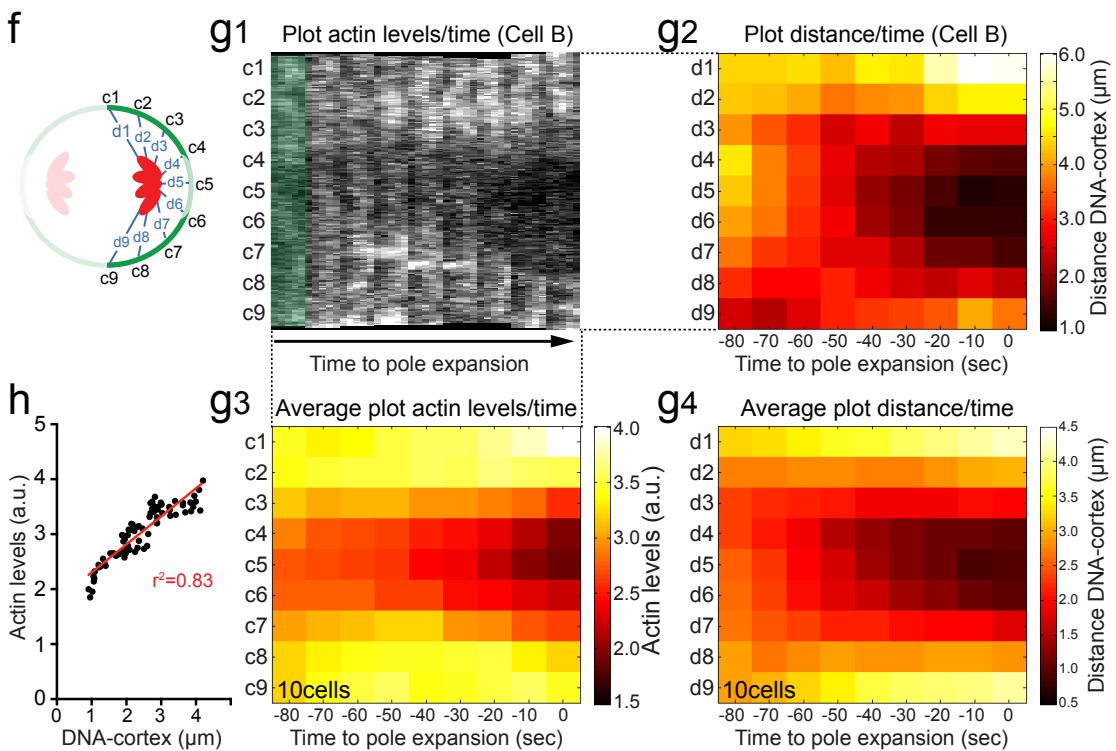 f
c1
c2
c3
c4
c5
c6
c7
c8
c9
d1
d2
d3
d4
d5
d6
d7
d8
d9
g1
Plot actin levels/time (Cell B)
c1
c2
c3
c4
c5
c6
c7
c8
c9
Time to pole expansion
g2
Plot distance/time (Cell B)
d1
d2
d3
d4
d5
d6
d7
d8
d9
-80 -70 -60 -50 -40 -30 -20 -10 0
Time to pole expansion (sec)
6.0
5.0
4.0
3.0
2.0
1.0
Distance DNA-cortex (µm)
h
5
4
3
2
1
0
Actin levels (a.u.)
r²=0.83
0 1 2 3 4 5
DNA-cortex (µm)
g3
Average plot actin levels/time
c1
c2
c3
c4
c5
c6
c7
c8
c9
10cells
-80 -70 -60 -50 -40 -30 -20 -10 0
Time to pole expansion (sec)
4.0
3.5
3.0
2.5
2.0
1.5
Actin levels (a.u.)
g4
Average plot distance/time
d1
d2
d3
d4
d5
d6
d7
d8
d9
10cells
-80 -70 -60 -50 -40 -30 -20 -10 0
Time to pole expansion (sec)
4.5
4.0
3.5
3.0
2.5
2.0
1.5
1.0
0.5
Distance DNA-cortex (µm)